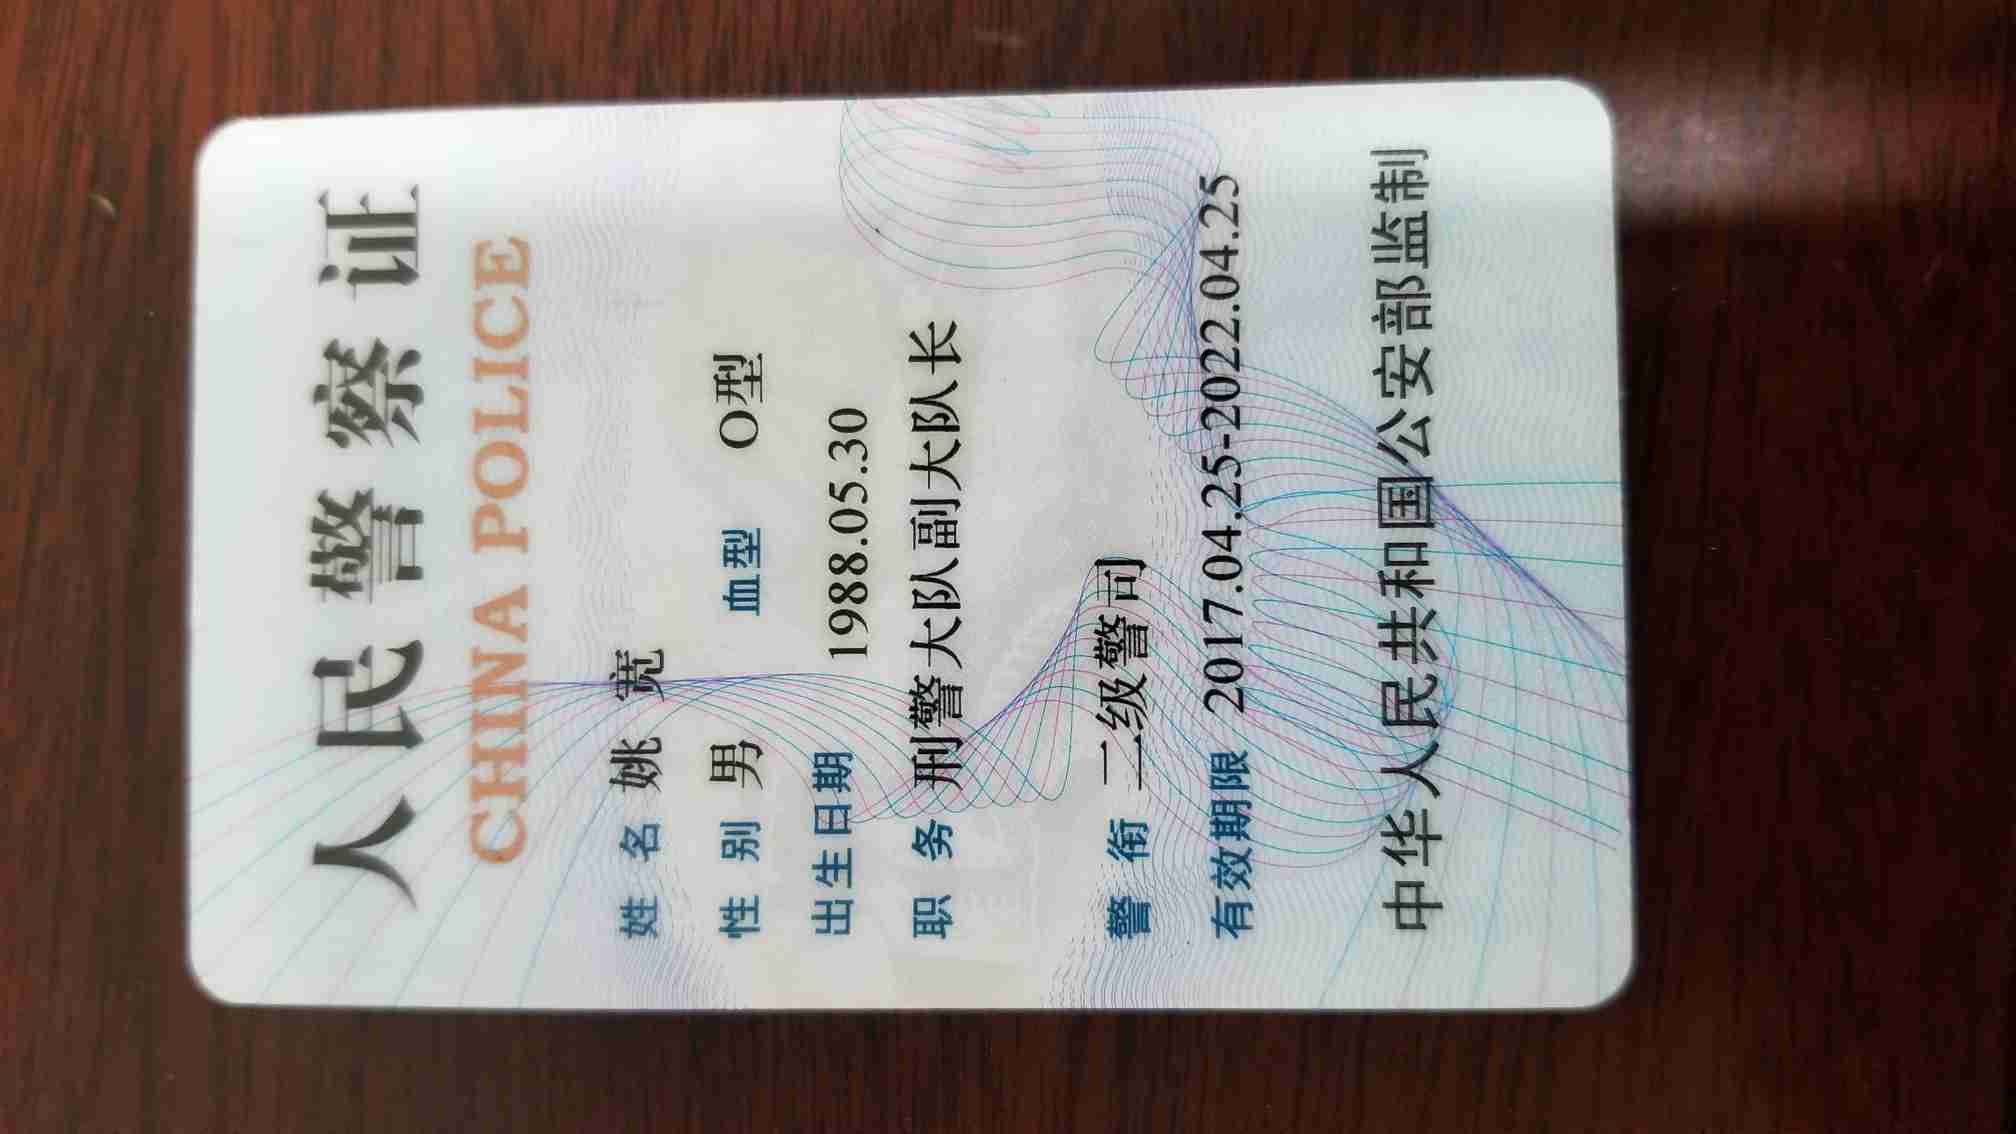 人民警察证
CHINA POLICE
姓 名 姚 宽
性 别 男 血型 O型
出生日期 1988.05.30
职 务 刑警大队副大队长
警 衔 二级警司
有效期限 2017.04.25-2022.04.25
中华人民共和国公安部监制